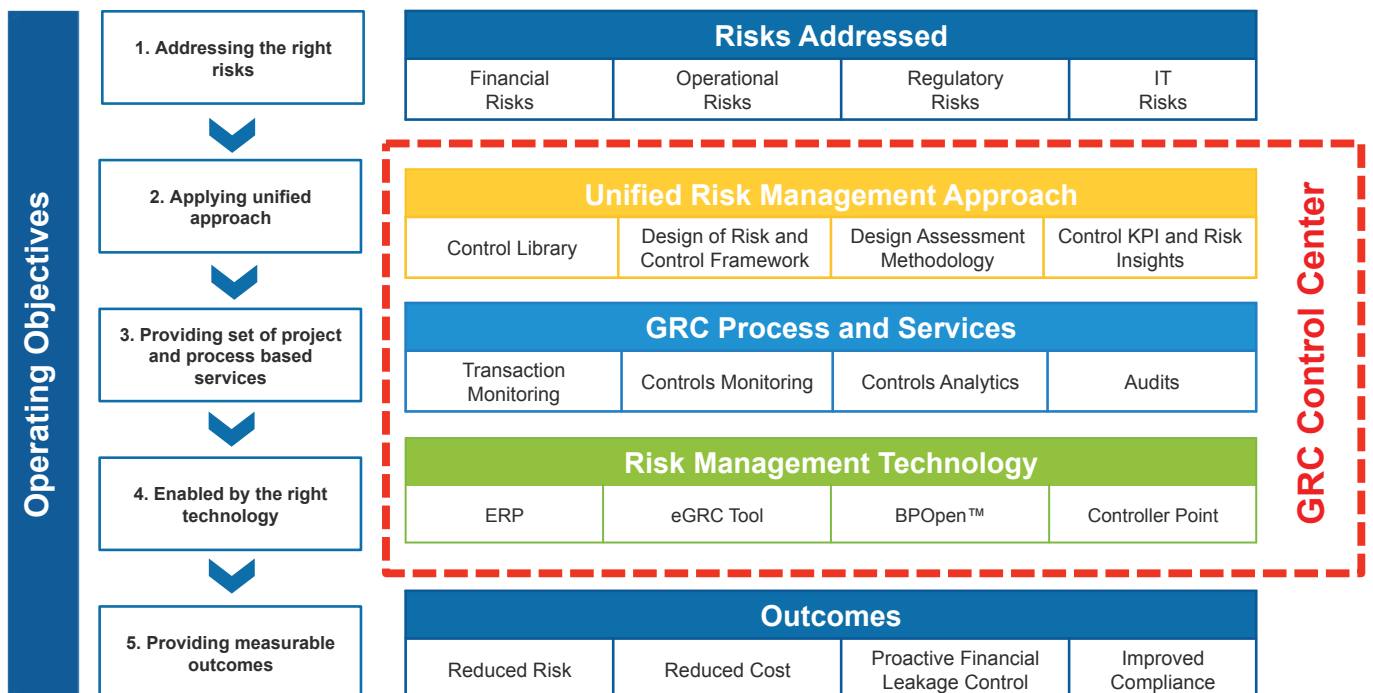 Operating Objectives
1. Addressing the right
risks
2. Applying unified
approach
3. Providing set of project
and process based
services
4. Enabled by the right
technology
5. Providing measurable
outcomes
Risks Addressed
Financial
Risks
Operational
Risks
Regulatory
Risks
IT
Risks
Unified Risk Management Approach
Control Library
Design of Risk and
Control Framework
Design Assessment
Methodology
Control KPI and Risk
Insights
GRC Process and Services
Transaction
Monitoring
Controls Monitoring
Controls Analytics
Audits
Risk Management Technology
ERP
eGRC Tool
BPOpen™
Controller Point
GRC Control Center
Outcomes
Reduced Risk
Reduced Cost
Proactive Financial
Leakage Control
Improved
Compliance